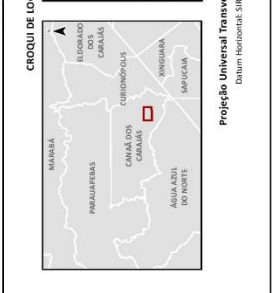 CROQUI DE LO
MARABÁ
ELDORADO
DOS
CARAJÁS
CURIONÓPOLIS
PARAUAPEBAS
CANAÃ DOS
CARAJÁS
XINGUARA
SAPUCAIA
ÁGUA AZUL
DO NORTE
Projeção Universal Transve
Datum Horizontal: SIR